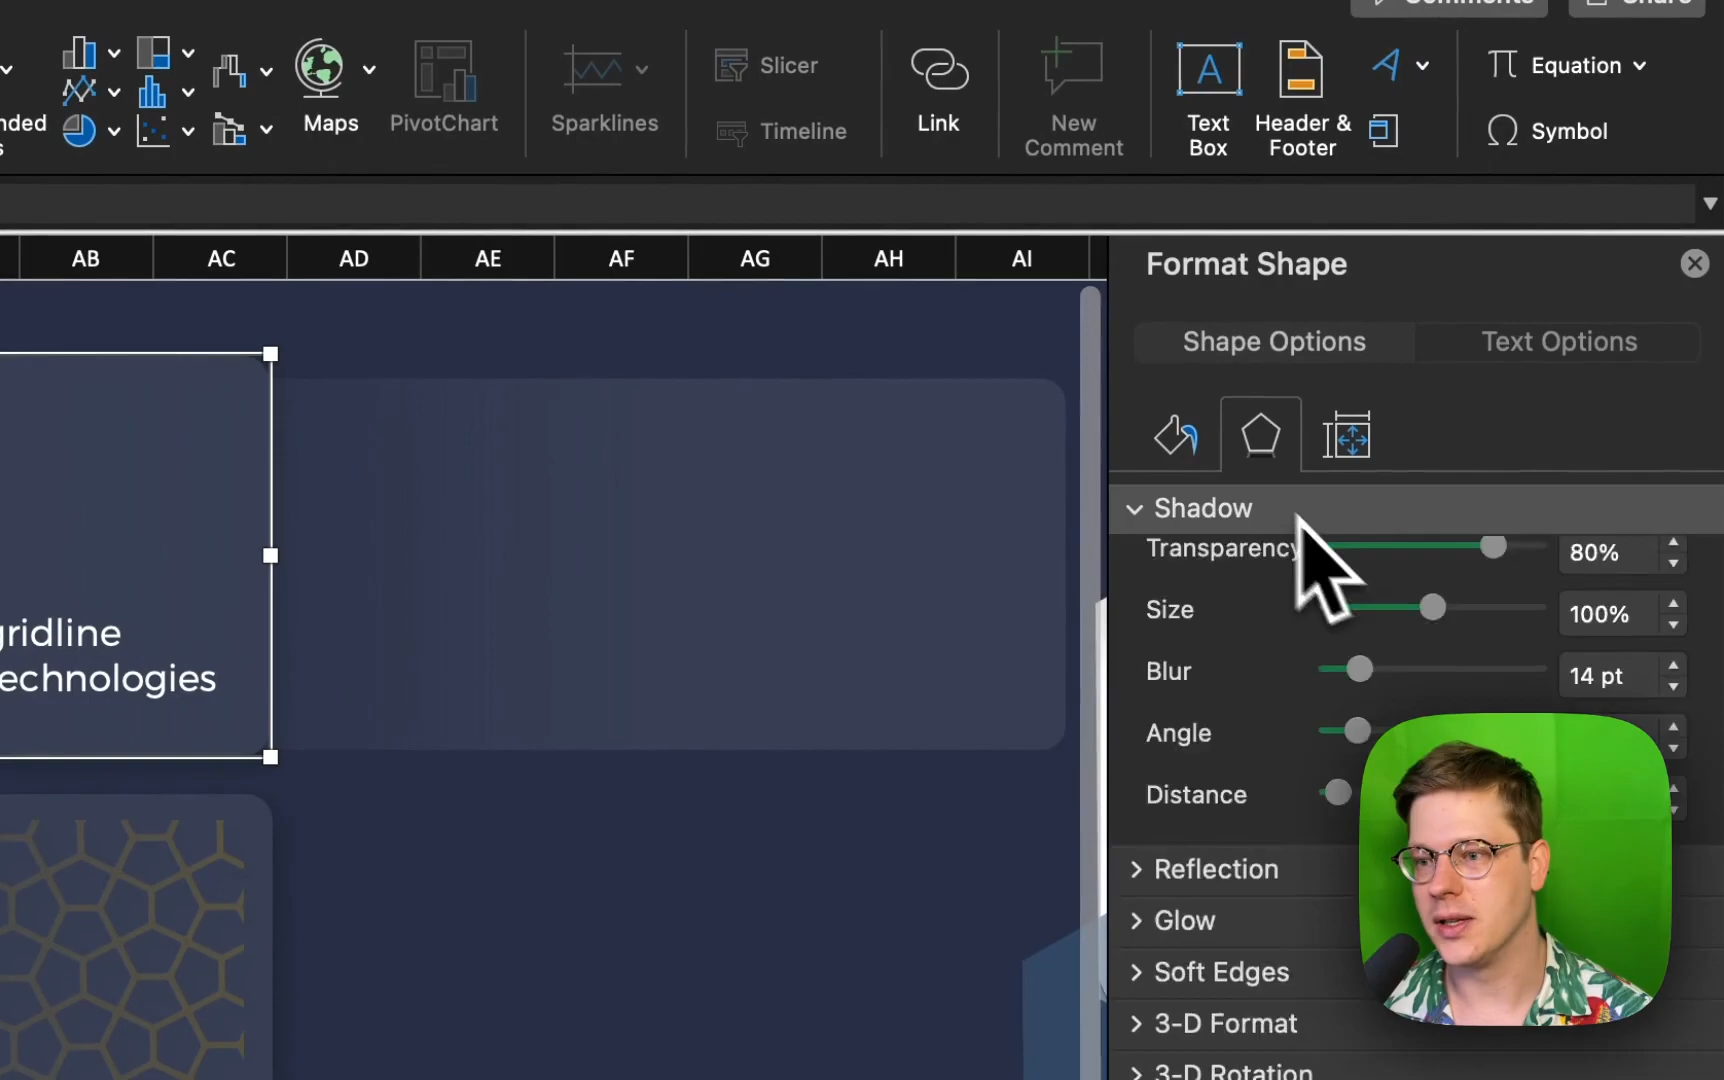 nded
Maps
PivotChart
Sparklines
Slicer
Timeline
Link
New
Comment
Text
Box
Header &
Footer
Equation
Symbol
AB AC AD AE AF AG AH AI
Format Shape
Shape Options Text Options
Shadow
Transparency 80%
Size 100%
Blur 14 pt
Angle
Distance
Reflection
Glow
Soft Edges
3-D Format
3-D Rotation
gridline
echnologies